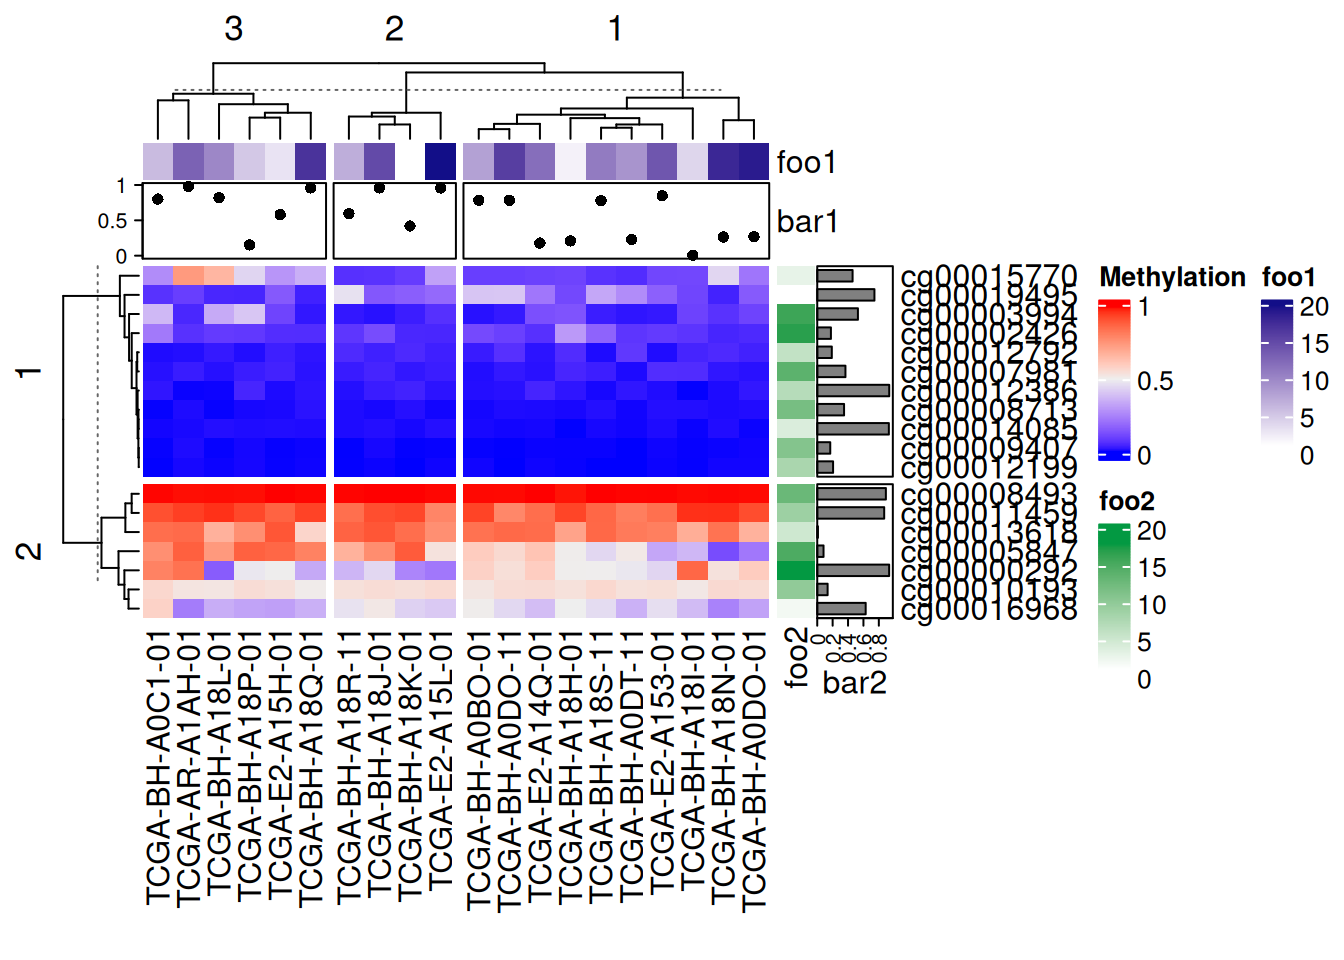 3 2 1
foo1
1
0.5
0
bar1
1
2
cg00015770
cg00019495
cg00003994
cg00002426
cg00012792
cg00007981
cg00012386
cg00008713
cg00014085
cg00009407
cg00012199
cg00008493
cg00011459
cg00013618
cg00005847
cg00000292
cg00010193
cg00016968
TCGA-BH-A0C1-01
TCGA-AR-A1AH-01
TCGA-BH-A18L-01
TCGA-BH-A18P-01
TCGA-E2-A15H-01
TCGA-BH-A18Q-01
TCGA-BH-A18R-11
TCGA-BH-A18J-01
TCGA-BH-A18K-01
TCGA-E2-A15L-01
TCGA-BH-A0BO-01
TCGA-BH-A0DO-11
TCGA-E2-A14Q-01
TCGA-BH-A18H-01
TCGA-BH-A18S-11
TCGA-BH-A0DT-11
TCGA-E2-A153-01
TCGA-BH-A18I-01
TCGA-BH-A18N-01
TCGA-BH-A0DO-01
foo2
0
0.2
0.4
0.6
0.8
bar2
Methylation
1
0.5
0
foo1
20
15
10
5
0
foo2
20
15
10
5
0